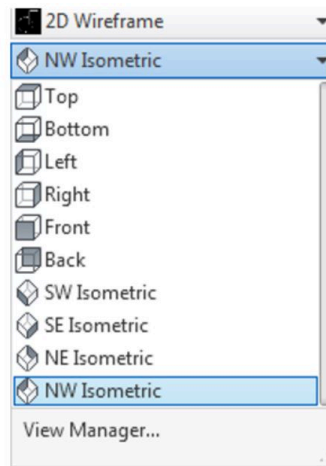 2D Wireframe
NW Isometric
Top
Bottom
Left
Right
Front
Back
SW Isometric
SE Isometric
NE Isometric
NW Isometric
View Manager...